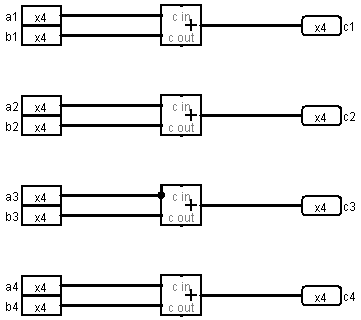 a1 x4 c in x4 c1
b1 x4 c out +
a2 x4 c in x4 c2
b2 x4 c out +
a3 x4 c in x4 c3
b3 x4 c out +
a4 x4 c in x4 c4
b4 x4 c out +